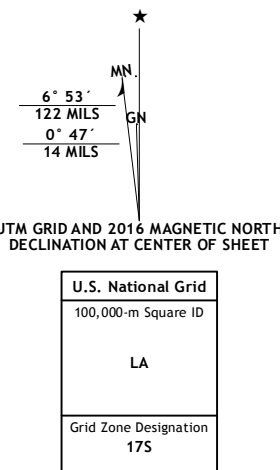 ★
MN
6° 53´
122 MILS
GN
0° 47´
14 MILS
UTM GRID AND 2016 MAGNETIC NORTH
DECLINATION AT CENTER OF SHEET
U.S. National Grid
100,000-m Square ID
LA
Grid Zone Designation
17S